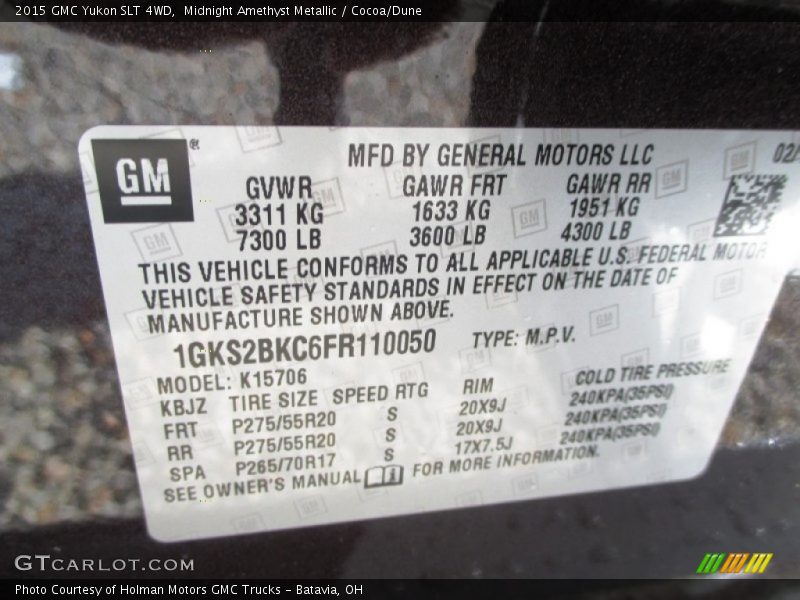 2015 GMC Yukon SLT 4WD, Midnight Amethyst Metallic / Cocoa/Dune
GM®
MFD BY GENERAL MOTORS LLC 02/
GVWR GAWR FRT GAWR RR
3311 KG 1633 KG 1951 KG
7300 LB 3600 LB 4300 LB
THIS VEHICLE CONFORMS TO ALL APPLICABLE U.S. FEDERAL MOTOR
VEHICLE SAFETY STANDARDS IN EFFECT ON THE DATE OF
MANUFACTURE SHOWN ABOVE.
1GKS2BKC6FR110050 TYPE: M.P.V.
MODEL: K15706
KBJZ TIRE SIZE SPEED RTG RIM COLD TIRE PRESSURE
FRT P275/55R20 S 20X9J 240KPA(35PSI)
RR P275/55R20 S 20X9J 240KPA(35PSI)
SPA P265/70R17 S 17X7.5J 240KPA(35PSI)
SEE OWNER'S MANUAL FOR MORE INFORMATION.
GTCARLOT.COM
Photo Courtesy of Holman Motors GMC Trucks - Batavia, OH